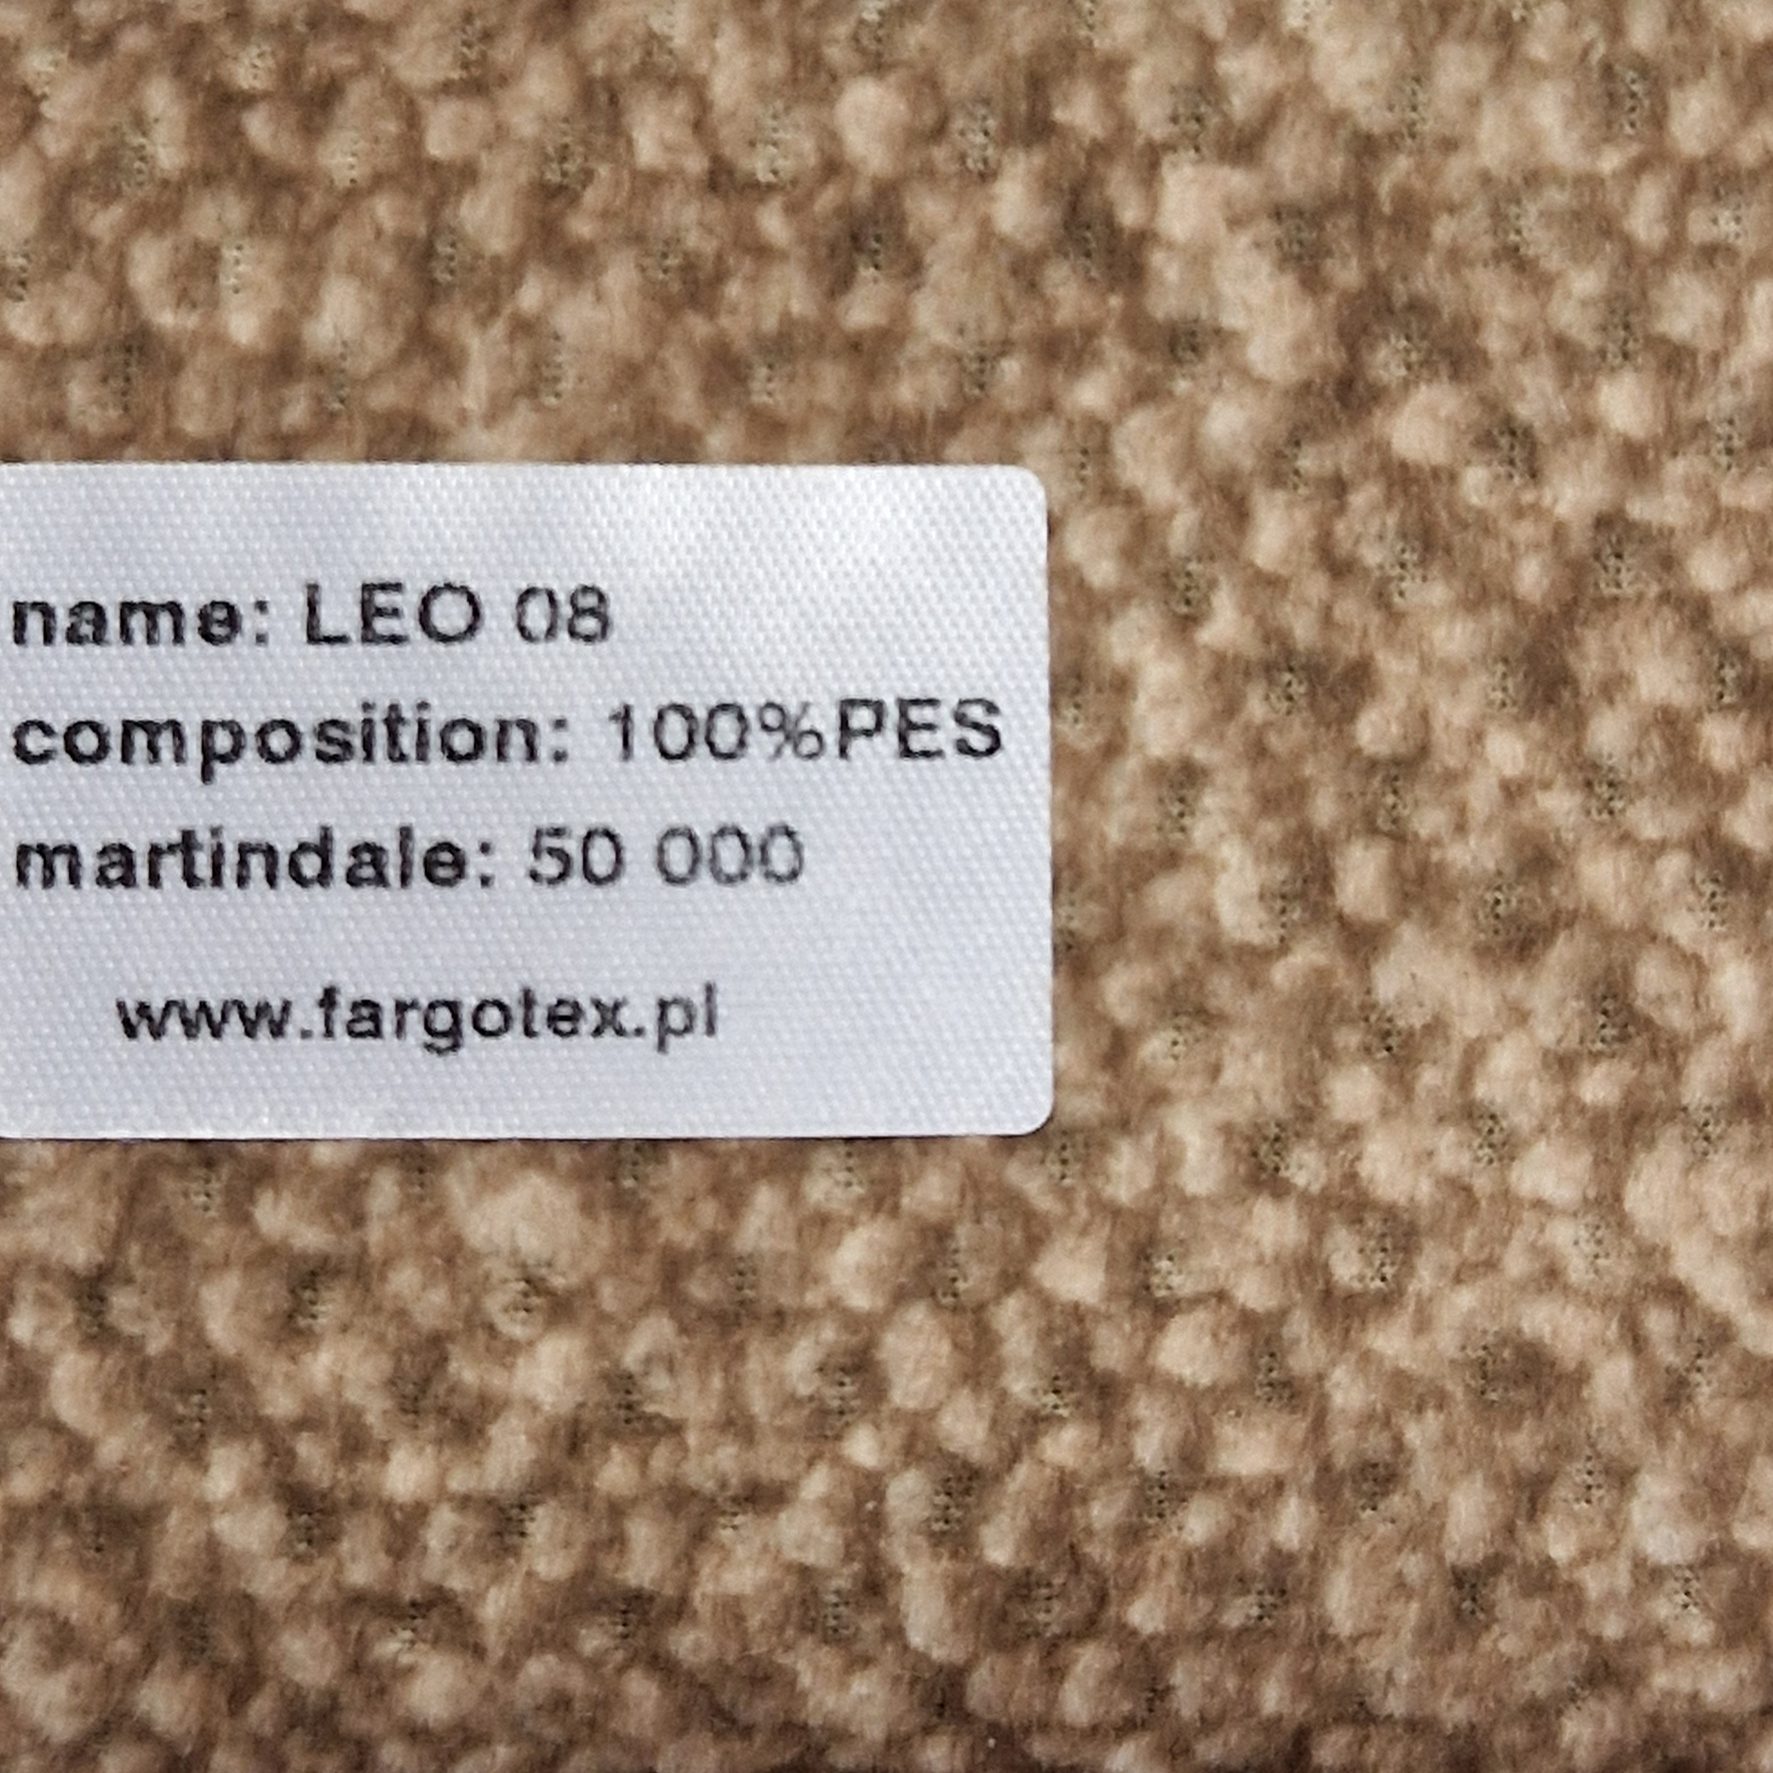 name: LEO 08
composition: 100%PES
martindale: 50 000
www.fargotex.pl